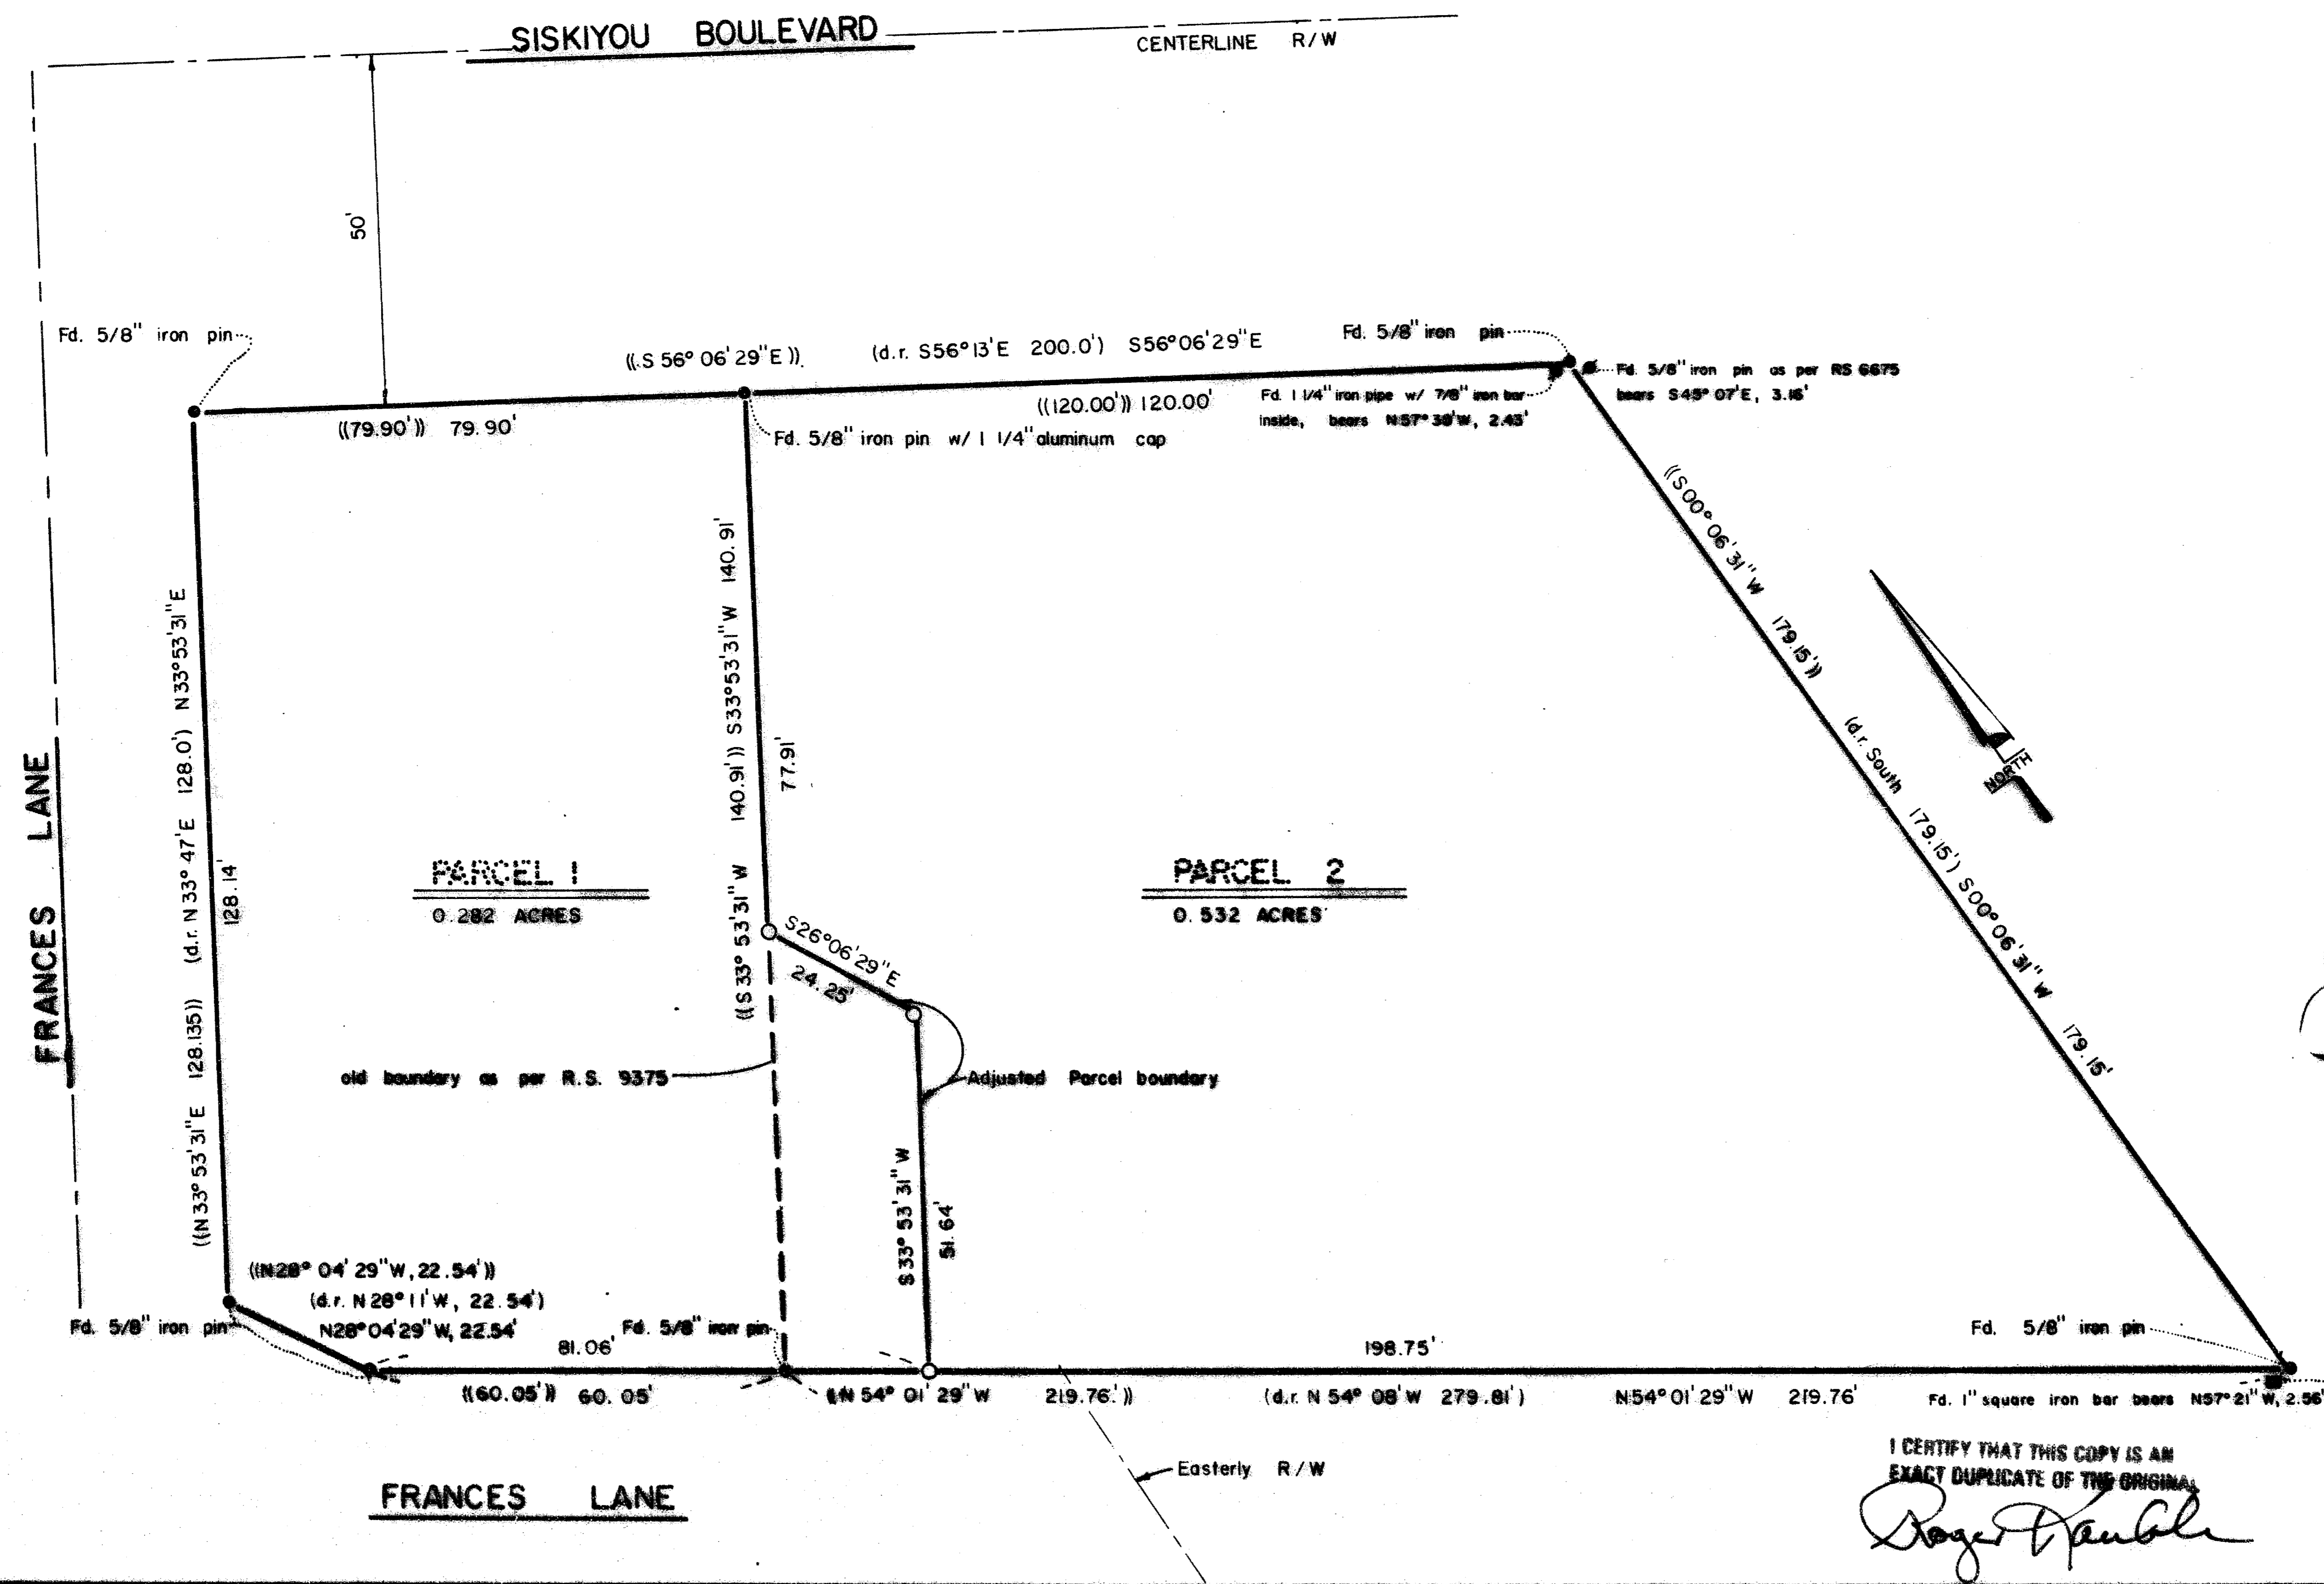 SISKIYOU BOULEVARD
CENTERLINE R/W
50'
Fd. 5/8" iron pin
((S 56° 06' 29" E))
(d.r. S56°13'E 200.0') S56°06'29"E
Fd. 5/8" iron pin
Fd. 5/8" iron pin as per RS 6675
bears S45°07'E, 3.16'
((79.90')) 79.90'
((120.00')) 120.00'
Fd. 1 1/4" iron pipe w/ 7/8" iron bar
inside, bears N57°38'W, 2.43'
Fd. 5/8" iron pin w/ 1 1/4" aluminum cap
FRANCES LANE
((N33°53'31"E 128.135)) (d.r. N33°47'E 128.0') N33°53'31"E
128.14'
((S33°53'31"W 140.91')) S33°53'31"W 140.91'
77.91'
((S00°06'31"W 179.15')) (d.r. South 179.15') S00°06'31"W 179.15'
NORTH
PARCEL 1
0.282 ACRES
PARCEL 2
0.532 ACRES
S26°06'29"E
24.25'
old boundary as per R.S. 9375
Adjusted Parcel boundary
S33°53'31"W
51.64'
((N28°04'29"W, 22.54'))
(d.r. N28°11'W, 22.54')
N28°04'29"W, 22.54'
Fd. 5/8" iron pin
Fd. 5/8" iron pin
Fd. 5/8" iron pin
81.06'
198.75'
((60.05')) 60.05'
((N 54° 01' 29" W 219.76'))
(d.r. N 54° 08' W 279.81')
N54°01'29"W 219.76'
Fd. 1" square iron bar bears N57°21"W, 2.56'
Easterly R/W
FRANCES LANE
I CERTIFY THAT THIS COPY IS AN
EXACT DUPLICATE OF THE ORIGINAL